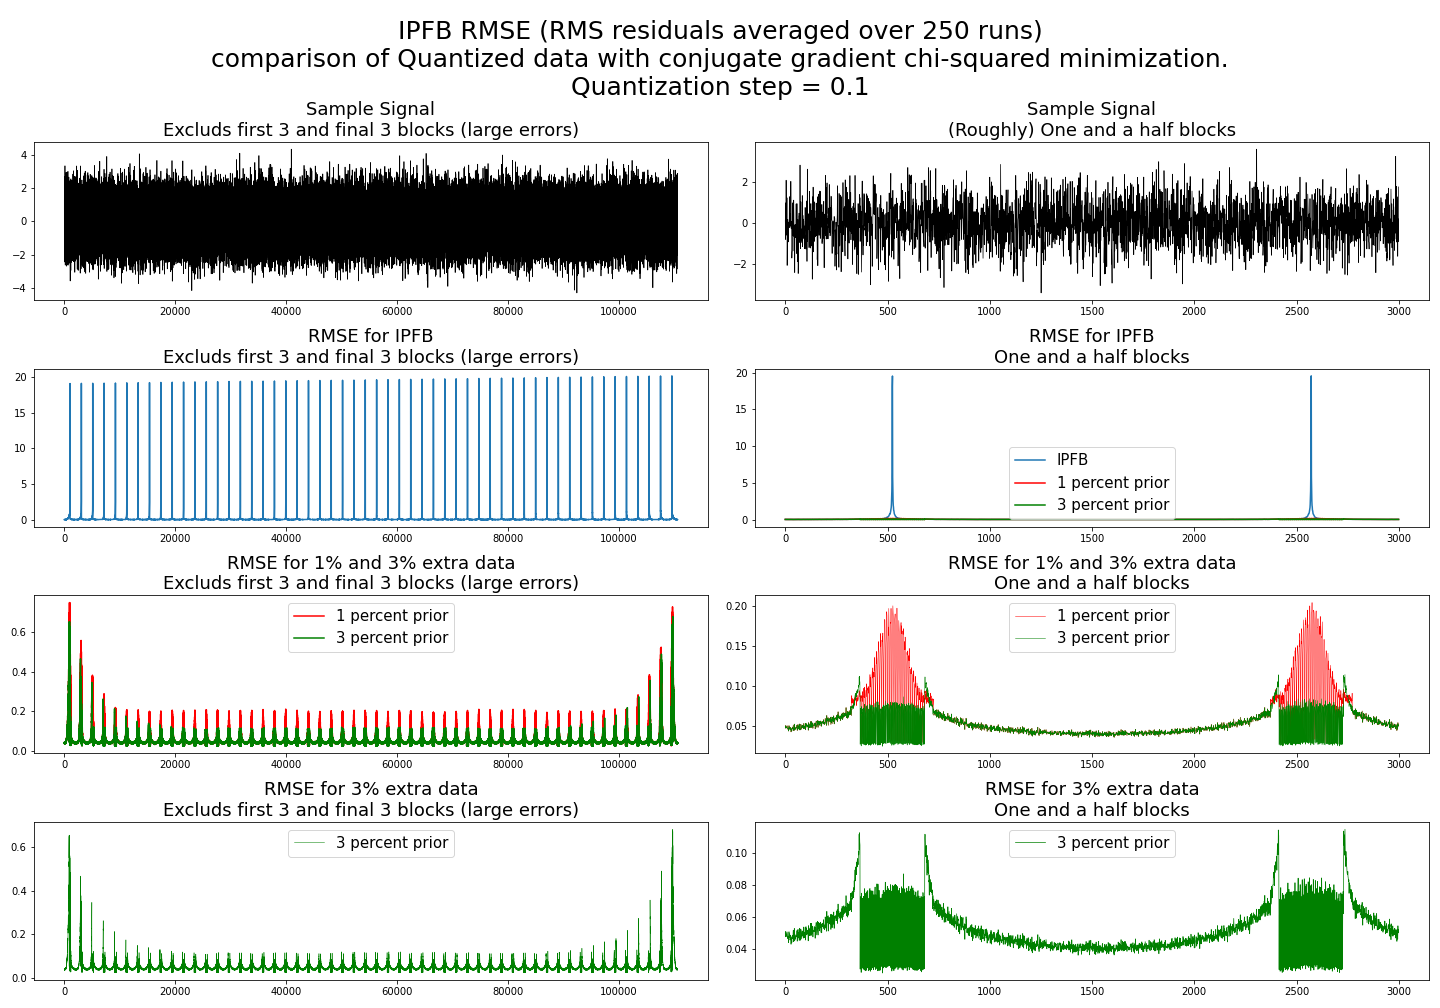 IPFB RMSE (RMS residuals averaged over 250 runs)
comparison of Quantized data with conjugate gradient chi-squared minimization.
Quantization step = 0.1
Sample Signal
Excluds first 3 and final 3 blocks (large errors)
4
2
0
−2
−4
0 20000 40000 60000 80000 100000
Sample Signal
(Roughly) One and a half blocks
2
0
−2
0 500 1000 1500 2000 2500 3000
RMSE for IPFB
Excluds first 3 and final 3 blocks (large errors)
20
15
10
5
0
0 20000 40000 60000 80000 100000
RMSE for IPFB
One and a half blocks
20
15
10
5
0
IPFB
1 percent prior
3 percent prior
0 500 1000 1500 2000 2500 3000
RMSE for 1% and 3% extra data
Excluds first 3 and final 3 blocks (large errors)
0.6
0.4
0.2
0.0
1 percent prior
3 percent prior
0 20000 40000 60000 80000 100000
RMSE for 1% and 3% extra data
One and a half blocks
0.20
0.15
0.10
0.05
1 percent prior
3 percent prior
0 500 1000 1500 2000 2500 3000
RMSE for 3% extra data
Excluds first 3 and final 3 blocks (large errors)
0.6
0.4
0.2
0.0
3 percent prior
0 20000 40000 60000 80000 100000
RMSE for 3% extra data
One and a half blocks
0.10
0.08
0.06
0.04
3 percent prior
0 500 1000 1500 2000 2500 3000